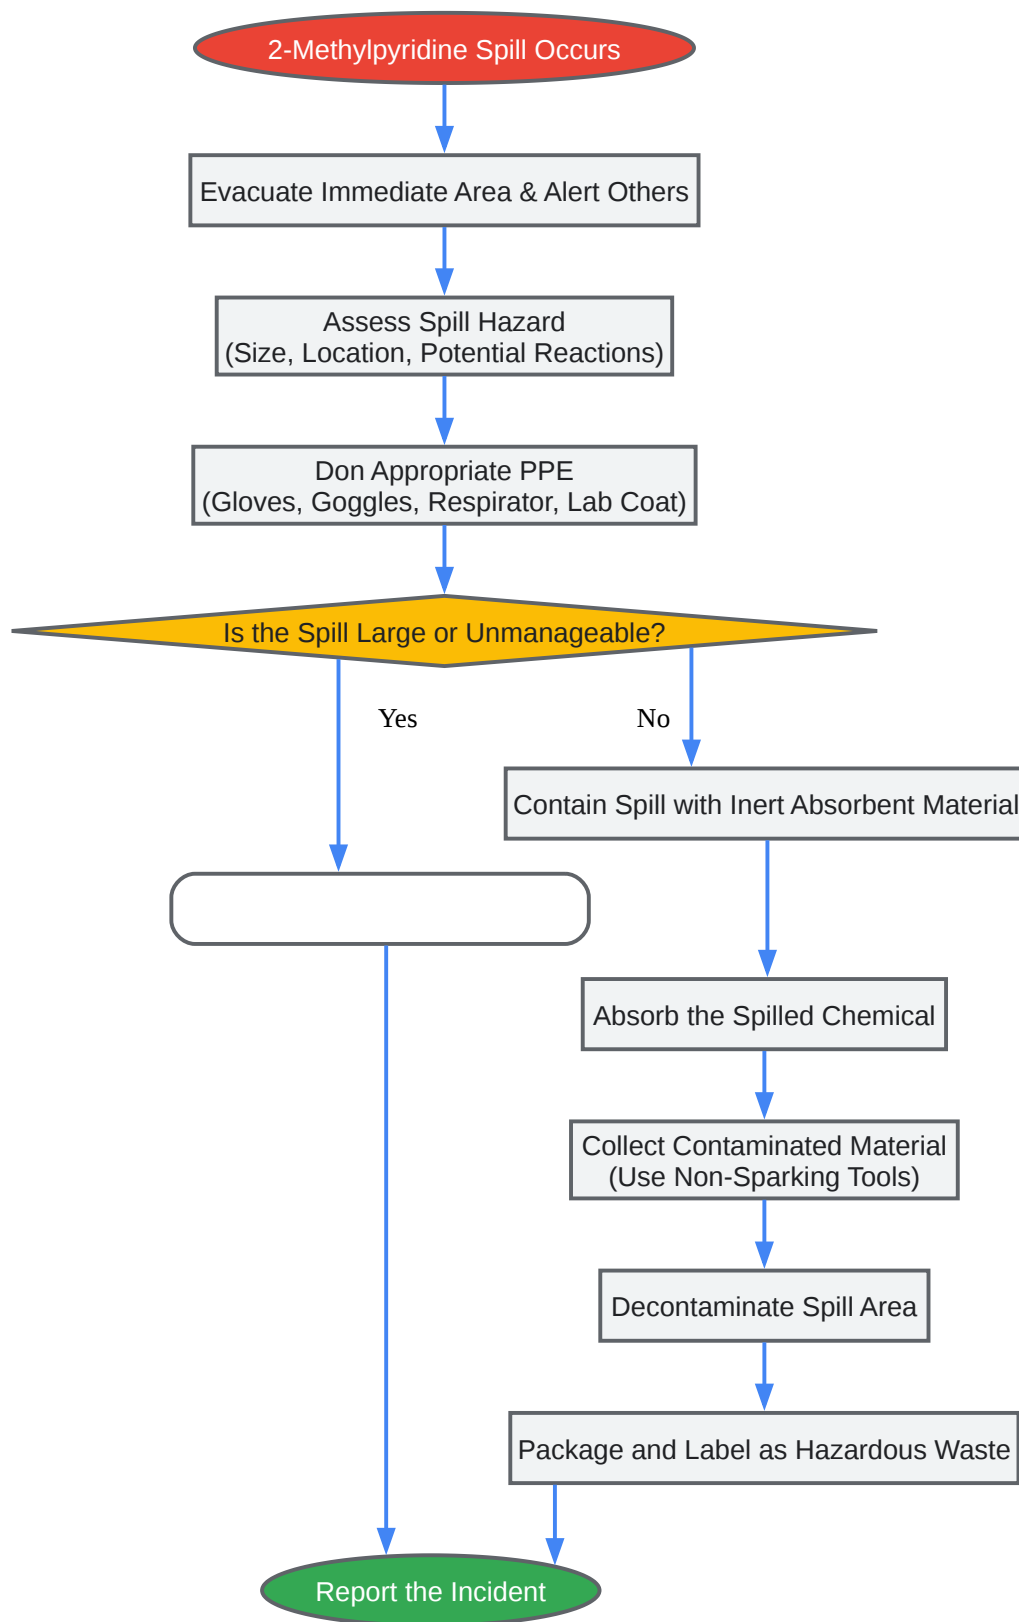 2-Methylpyridine Spill Occurs
Evacuate Immediate Area & Alert Others
Assess Spill Hazard
(Size, Location, Potential Reactions)
Don Appropriate PPE
(Gloves, Goggles, Respirator, Lab Coat)
Is the Spill Large or Unmanageable?
Yes
No
Contain Spill with Inert Absorbent Material
Absorb the Spilled Chemical
Collect Contaminated Material
(Use Non-Sparking Tools)
Decontaminate Spill Area
Package and Label as Hazardous Waste
Report the Incident